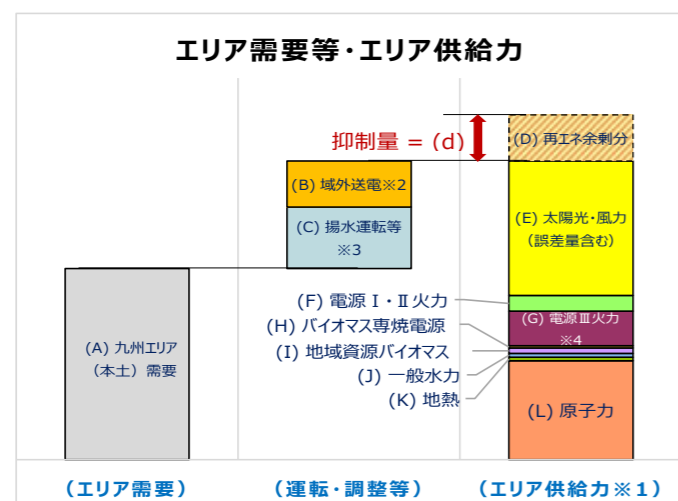 エリア需要等・エリア供給力
抑制量 = (d)
(D) 再エネ余剰分
(B) 域外送電※2
(C) 揚水運転等
※3
(E) 太陽光・風力
(誤差量含む)
(A) 九州エリア
(本土) 需要
(F) 電源Ⅰ・Ⅱ火力
(G) 電源Ⅲ火力
※4
(H) バイオマス専焼電源
(I) 地域資源バイオマス
(J) 一般水力
(K) 地熱
(L) 原子力
(エリア需要)
(運転・調整等)
(エリア供給力※1)